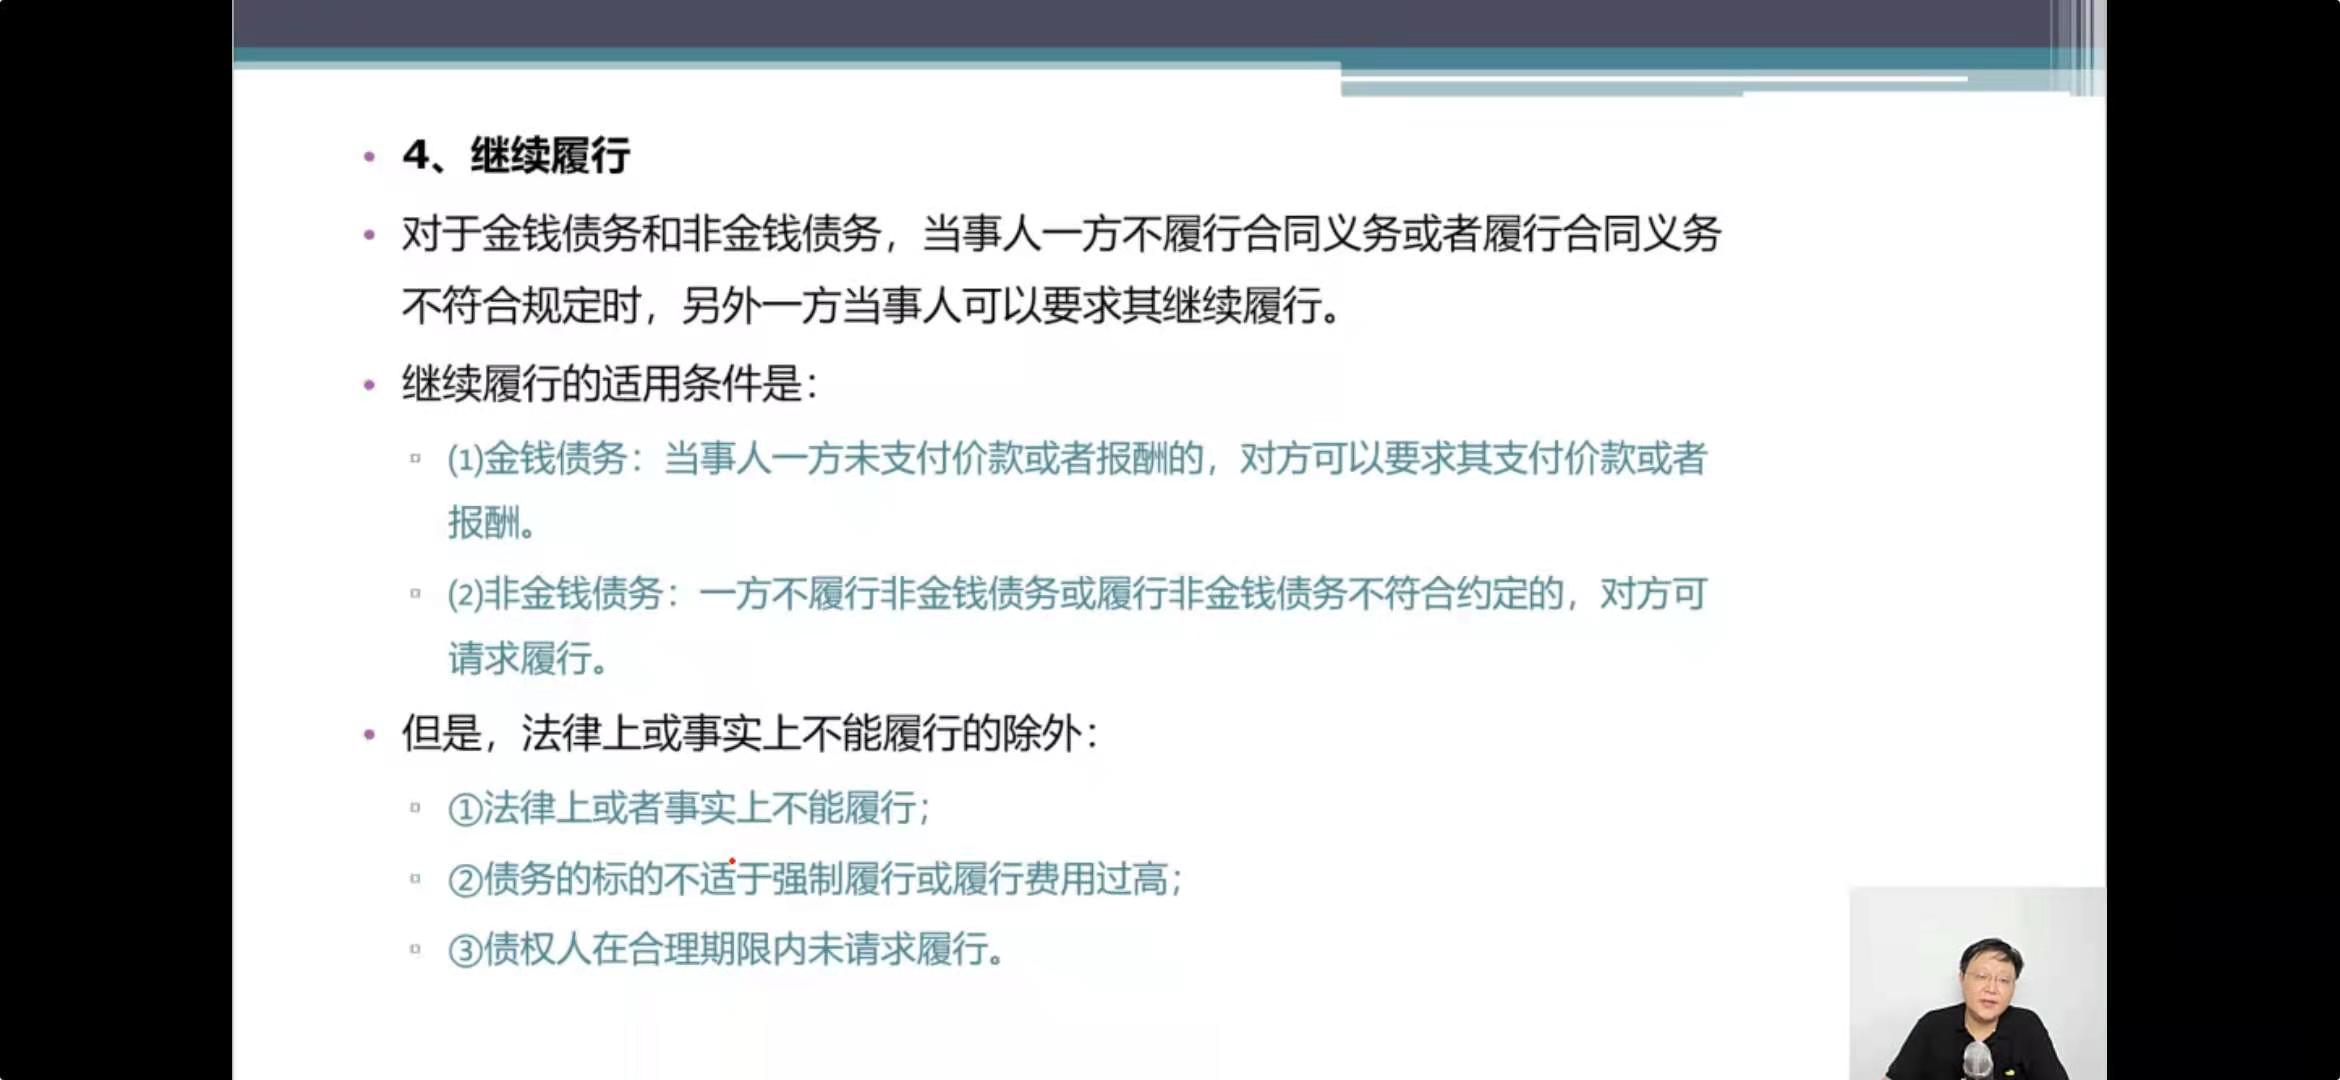 4、继续履行
对于金钱债务和非金钱债务，当事人一方不履行合同义务或者履行合同义务
不符合规定时，另外一方当事人可以要求其继续履行。
继续履行的适用条件是：
(1)金钱债务：当事人一方未支付价款或者报酬的，对方可以要求其支付价款或者
报酬。
(2)非金钱债务：一方不履行非金钱债务或履行非金钱债务不符合约定的，对方可
请求履行。
但是，法律上或事实上不能履行的除外：
①法律上或者事实上不能履行；
②债务的标的不适于强制履行或履行费用过高；
③债权人在合理期限内未请求履行。